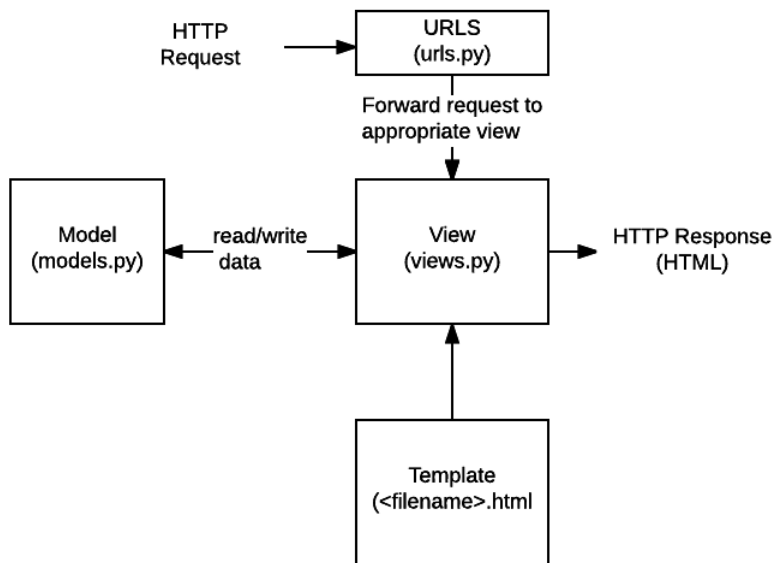 HTTP
Request
URLS
(urls.py)
Forward request to
appropriate view
Model
(models.py)
read/write
data
View
(views.py)
HTTP Response
(HTML)
Template
(<filename>.html